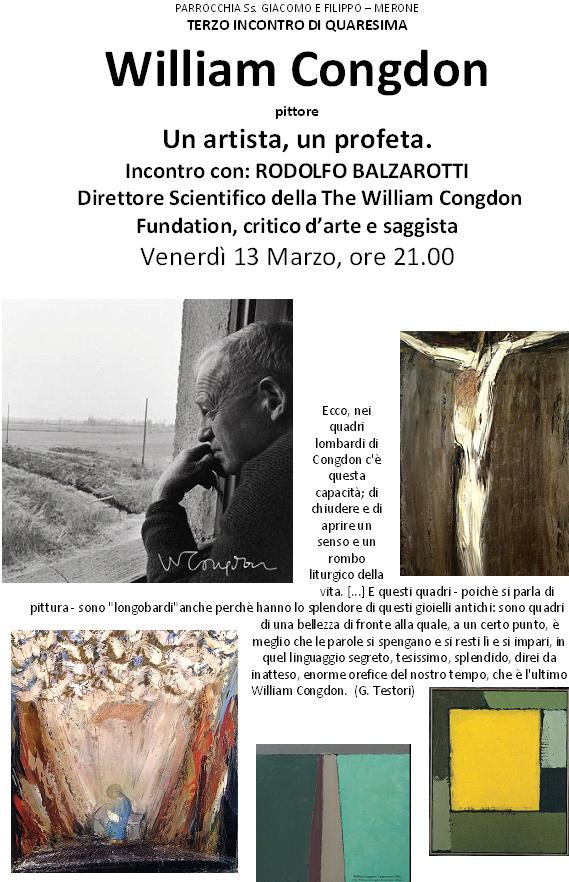 PARROCCHIA Ss. GIACOMO E FILIPPO – MERONE
TERZO INCONTRO DI QUARESIMA
William Congdon
pittore
Un artista, un profeta.
Incontro con: RODOLFO BALZAROTTI
Direttore Scientifico della The William Congdon
Fundation, critico d’arte e saggista
Venerdì 13 Marzo, ore 21.00
W Congdon
Ecco, nei
quadri
lombardi di
Congdon c'è
questa
capacità; di
chiudere e di
aprire un
senso e un
rombo
liturgico della
vita. [...] E questi quadri - poichè si parla di
pittura - sono "longobardi"anche perchè hanno lo splendore di questi gioielli antichi: sono quadri
di una bellezza di fronte alla quale, a un certo punto, è
meglio che le parole si spengano e si resti lì e si impari, in
quel linguaggio segreto, tesissimo, splendido, direi da
inatteso, enorme orefice del nostro tempo, che è l'ultimo
William Congdon. (G. Testori)